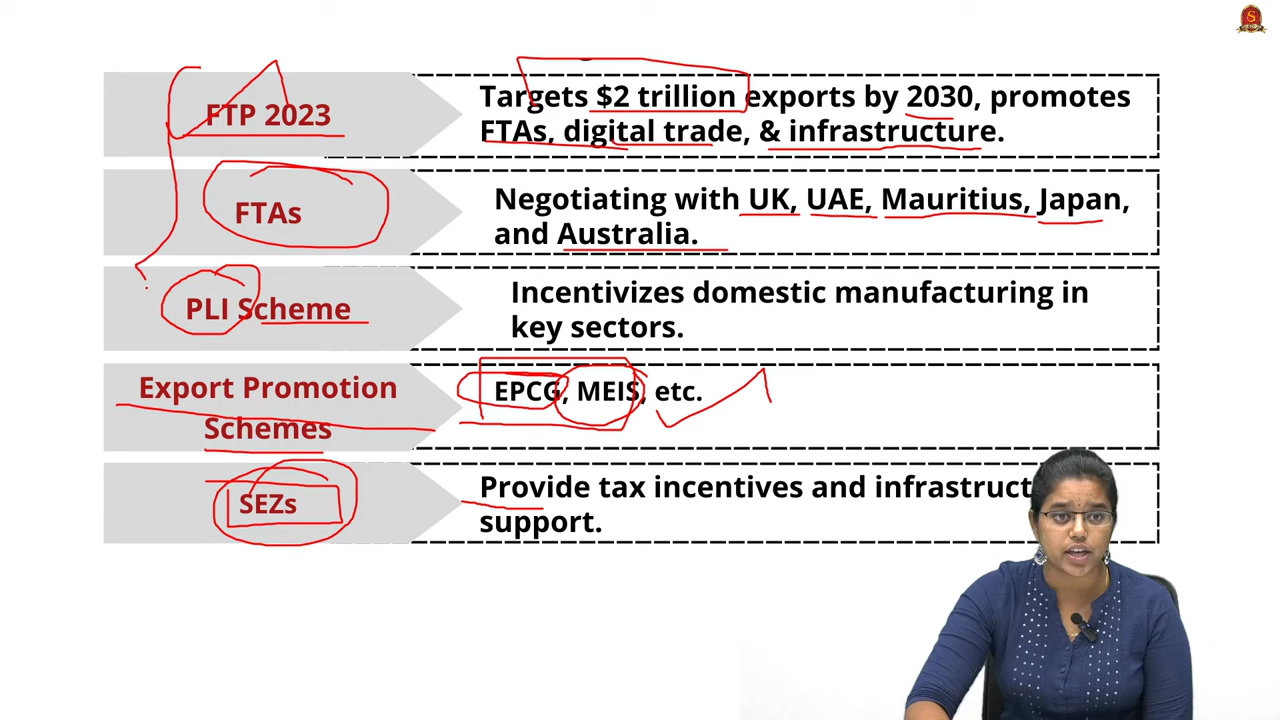 FTP 2023
Targets $2 trillion exports by 2030, promotes
FTAs, digital trade, & infrastructure.
FTAs
Negotiating with UK, UAE, Mauritius, Japan,
and Australia.
PLI Scheme
Incentivizes domestic manufacturing in
key sectors.
Export Promotion
Schemes
EPCG, MEIS, etc.
SEZs
Provide tax incentives and
support.